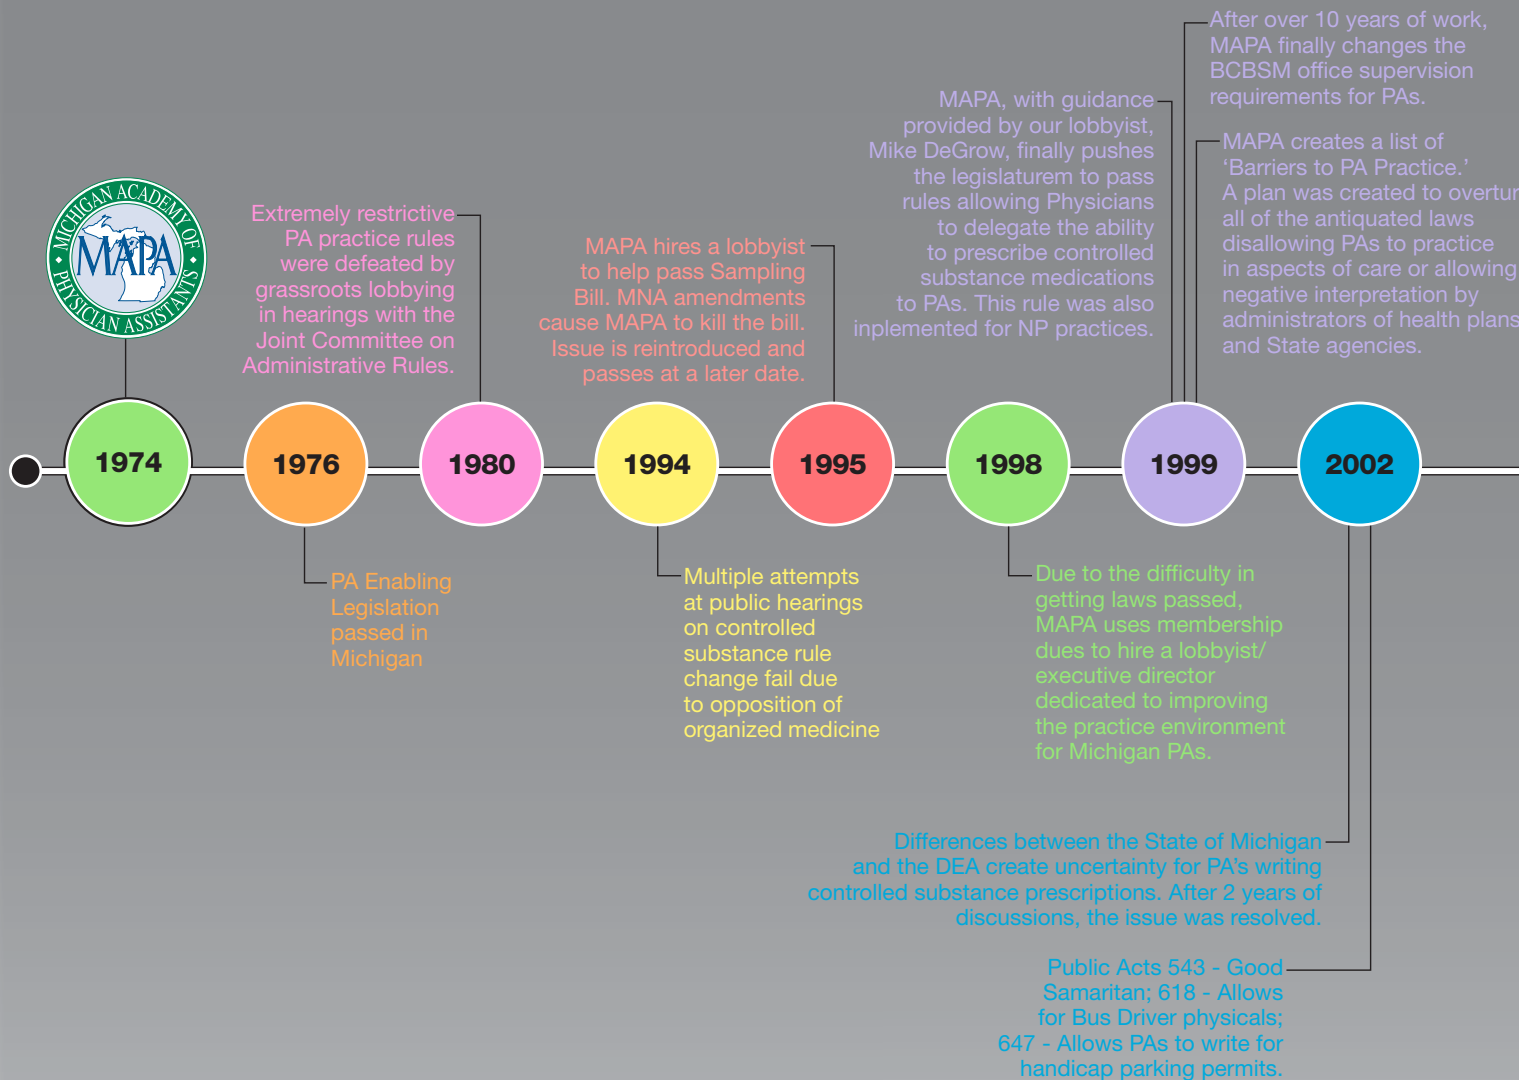 MICHIGAN ACADEMY OF
MAPA
PHYSICIAN ASSISTANTS
1974
1976
PA Enabling
Legislation
passed in
Michigan
Extremely restrictive
PA practice rules
were defeated by
grassroots lobbying
in hearings with the
Joint Committee on
Administrative Rules.
1980
1994
Multiple attempts
at public hearings
on controlled
substance rule
change fail due
to opposition of
organized medicine
MAPA hires a lobbyist
to help pass Sampling
Bill. MNA amendments
cause MAPA to kill the bill.
Issue is reintroduced and
passes at a later date.
1995
1998
Due to the difficulty in
getting laws passed,
MAPA uses membership
dues to hire a lobbyist/
executive director
dedicated to improving
the practice environment
for Michigan PAs.
MAPA, with guidance
provided by our lobbyist,
Mike DeGrow, finally pushes
the legislaturem to pass
rules allowing Physicians
to delegate the ability
to prescribe controlled
substance medications
to PAs. This rule was also
inplemented for NP practices.
After over 10 years of work,
MAPA finally changes the
BCBSM office supervision
requirements for PAs.
MAPA creates a list of
‘Barriers to PA Practice.’
A plan was created to overtur
all of the antiquated laws
disallowing PAs to practice
in aspects of care or allowing
negative interpretation by
administrators of health plans
and State agencies.
1999
2002
Differences between the State of Michigan
and the DEA create uncertainty for PA’s writing
controlled substance prescriptions. After 2 years of
discussions, the issue was resolved.
Public Acts 543 - Good
Samaritan; 618 - Allows
for Bus Driver physicals;
647 - Allows PAs to write for
handicap parking permits.